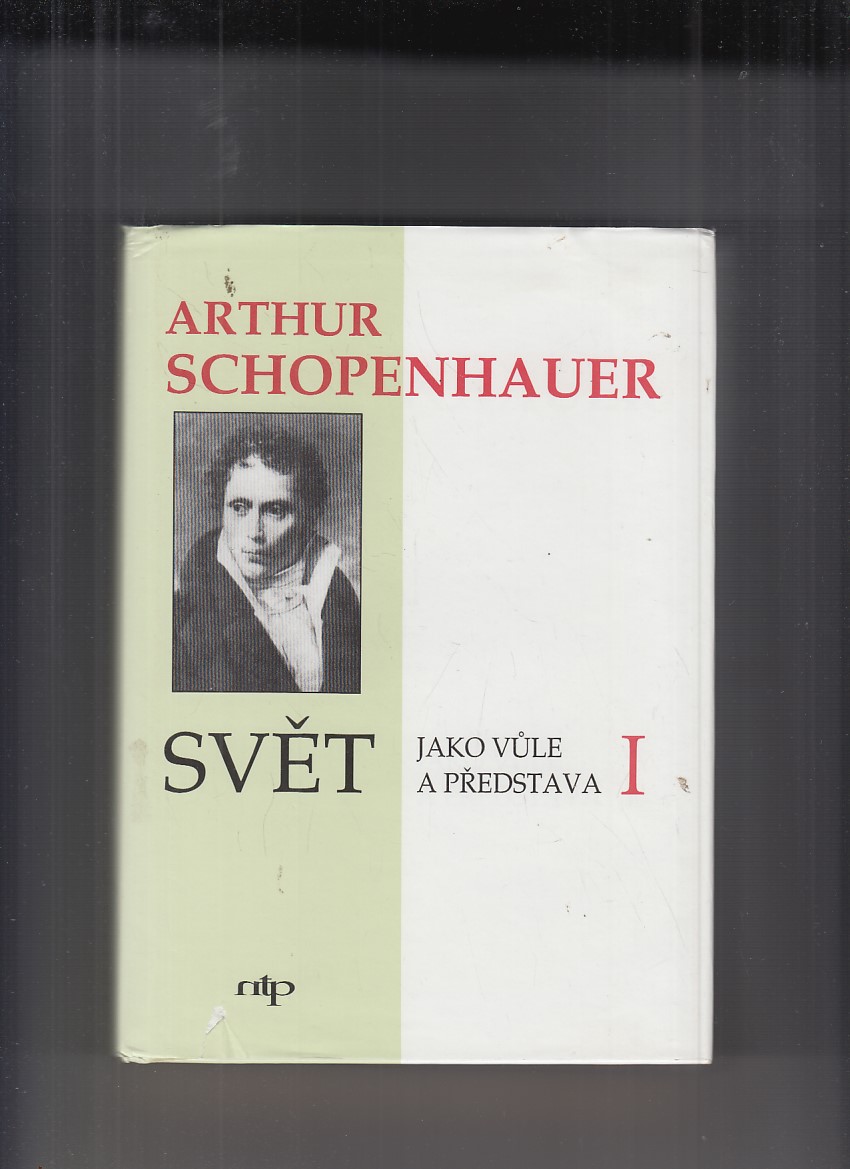 ARTHUR
SCHOPENHAUER
SVĚT
JAKO VŮLE
A PŘEDSTAVA
I
ntp